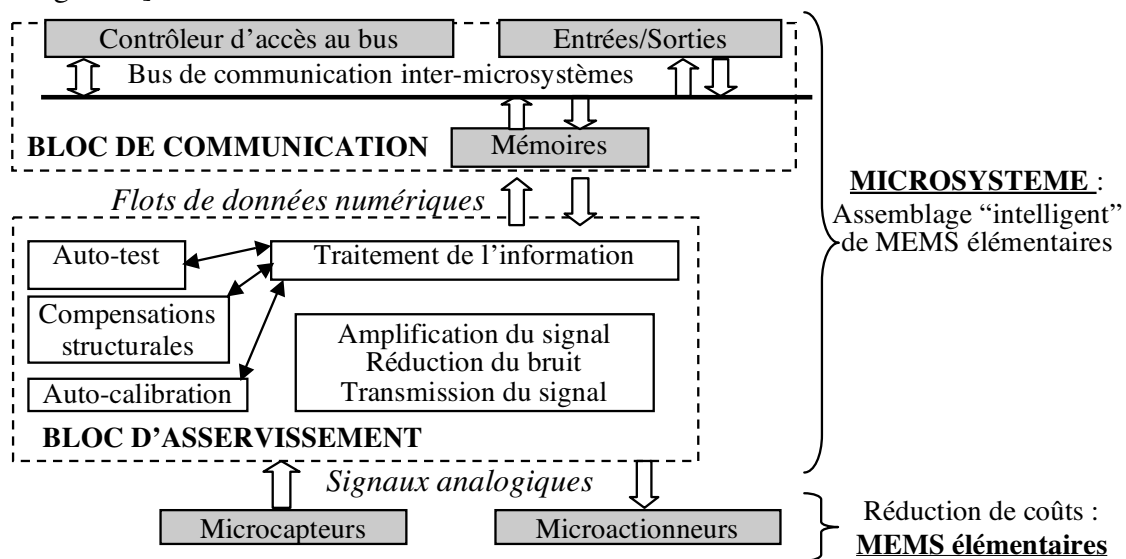 Contrôleur d'accès au bus
Entrées/Sorties
Bus de communication inter-microsystèmes
BLOC DE COMMUNICATION
Mémoires
Flots de données numériques
MICROSYSTEME :
Assemblage “intelligent”
de MEMS élémentaires
Auto-test
Traitement de l'information
Compensations
structurales
Amplification du signal
Réduction du bruit
Transmission du signal
Auto-calibration
BLOC D'ASSERVISSEMENT
Signaux analogiques
Microcapteurs
Microactionneurs
Réduction de coûts :
MEMS élémentaires